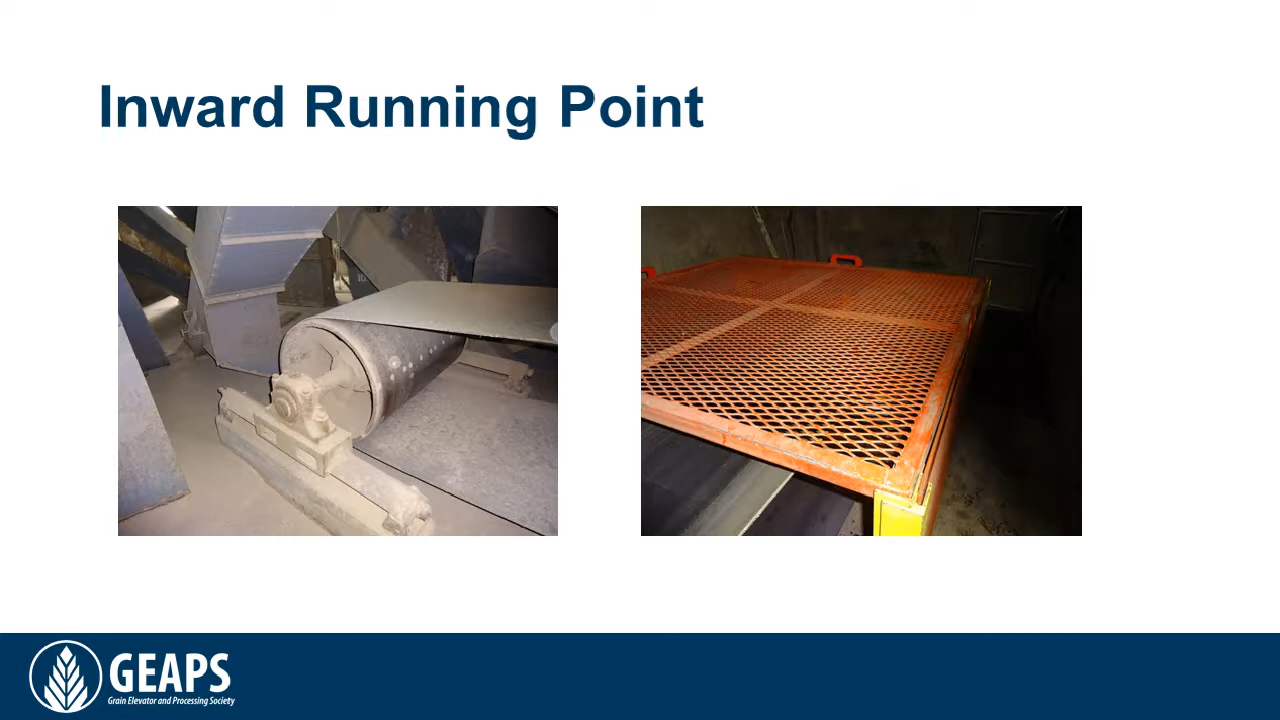 Inward Running Point
GEAPS
Grain Elevator and Processing Society